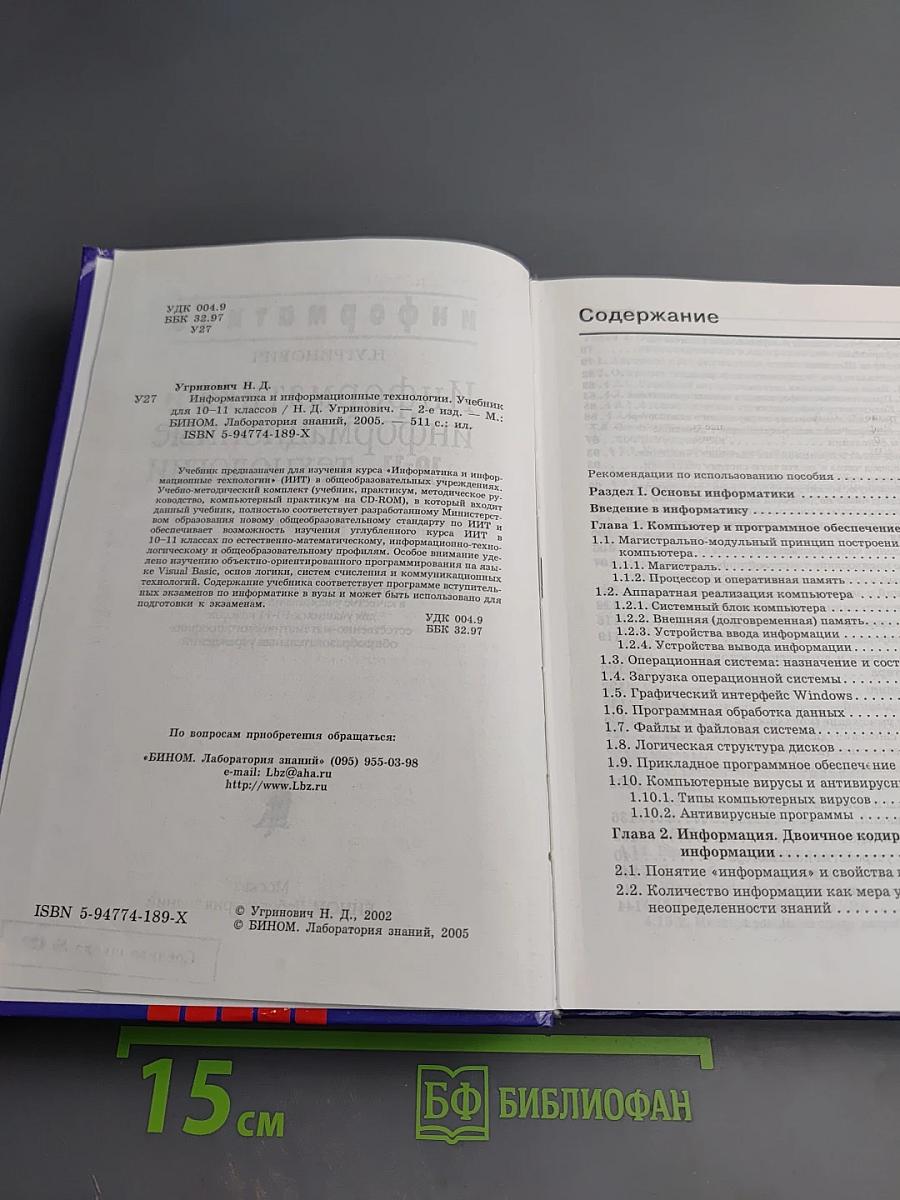 УДК 004.9
ББК 32.97
У27
Угринович Н. Д.
У27 Информатика и информационные технологии. Учебник
для 10–11 классов / Н. Д. Угринович. — 2-е изд. — М.:
БИНОМ. Лаборатория знаний, 2005. — 511 с.: ил.
ISBN 5-94774-189-X
Учебник предназначен для изучения курса «Информатика и инфор-
мационные технологии» (ИИТ) в общеобразовательных учреждениях.
Учебно-методический комплект (учебник, практикум, методическое ру-
ководство, компьютерный практикум на CD-ROM), в который входит
данный учебник, полностью соответствует разработанному Министерст-
вом образования новому общеобразовательному стандарту по ИИТ и
обеспечивает возможность изучения углубленного курса ИИТ в
10–11 классах по естественно-математическому, информационно-техно-
логическому и общеобразовательному профилям. Особое внимание уде-
лено изучению объектно-ориентированного программирования на язы-
ке Visual Basic, основ логики, систем счисления и коммуникационных
технологий. Содержание учебника соответствует программе вступитель-
ных экзаменов по информатике в вузы и может быть использовано для
подготовки к экзаменам.
УДК 004.9
ББК 32.97
По вопросам приобретения обращаться:
«БИНОМ. Лаборатория знаний» (095) 955-03-98
e-mail: Lbz@aha.ru
http://www.Lbz.ru
ISBN 5-94774-189-X
© Угринович Н. Д., 2002
© БИНОМ. Лаборатория знаний, 2005
Содержание
Рекомендации по использованию пособия
Раздел I. Основы информатики
Введение в информатику
Глава 1. Компьютер и программное обеспечение
1.1. Магистрально-модульный принцип построени
компьютера.
1.1.1. Магистраль.
1.1.2. Процессор и оперативная память
1.2. Аппаратная реализация компьютера
1.2.1. Системный блок компьютера
1.2.2. Внешняя (долговременная) память.
1.2.3. Устройства ввода информации
1.2.4. Устройства вывода информации
1.3. Операционная система: назначение и сост
1.4. Загрузка операционной системы
1.5. Графический интерфейс Windows
1.6. Программная обработка данных
1.7. Файлы и файловая система
1.8. Логическая структура дисков
1.9. Прикладное программное обеспечение
1.10. Компьютерные вирусы и антивирусн
1.10.1. Типы компьютерных вирусов
1.10.2. Антивирусные программы
Глава 2. Информация. Двоичное кодир
информации
2.1. Понятие «информация» и свойства
2.2. Количество информации как мера у
неопределенности знаний
15 см
БФ БИБЛИОФАН